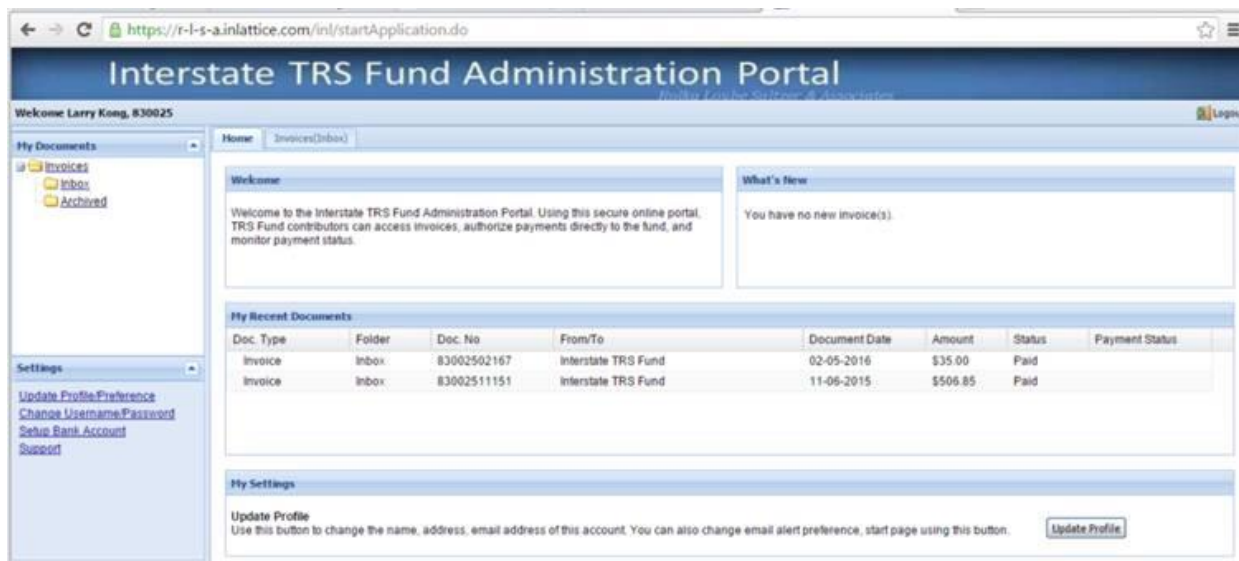 https://r-l-s-a.inlattice.com/inl/startApplication.do
Interstate TRS Fund Administration Portal
Rolka Loube Saltzer & Associates
Welcome Larry Kong, 830025
My Documents
Invoices
Inbox
Archived
Settings
Update Profile/Preference
Change Username/Password
Setup Bank Account
Support
Home Invoices(Inbox)
Welcome
Welcome to the Interstate TRS Fund Administration Portal. Using this secure online portal,
TRS Fund contributors can access invoices, authorize payments directly to the fund, and
monitor payment status.
What's New
You have no new invoice(s).
My Recent Documents
Doc. Type Folder Doc. No From/To Document Date Amount Status Payment Status
Invoice Inbox 83002502167 Interstate TRS Fund 02-05-2016 $35.00 Paid
Invoice Inbox 83002511151 Interstate TRS Fund 11-06-2015 $506.85 Paid
My Settings
Update Profile
Use this button to change the name, address, email address of this account. You can also change email alert preference, start page using this button.
Update Profile